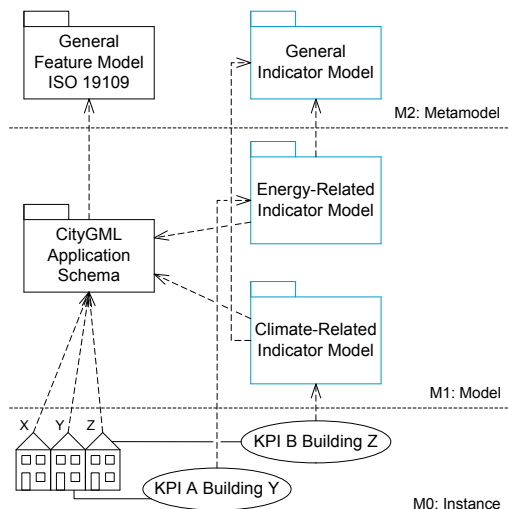 General
Feature Model
ISO 19109
General
Indicator Model
M2: Metamodel
Energy-Related
Indicator Model
CityGML
Application
Schema
Climate-Related
Indicator Model
M1: Model
X Y Z
KPI B Building Z
KPI A Building Y
M0: Instance